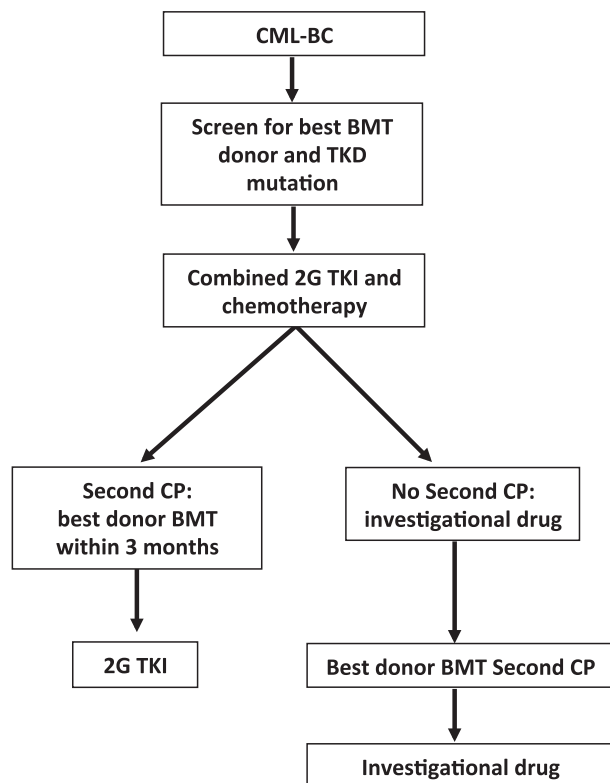 CML-BC
Screen for best BMT
donor and TKD
mutation
Combined 2G TKI and
chemotherapy
Second CP:
best donor BMT
within 3 months
2G TKI
No Second CP:
investigational drug
Best donor BMT Second CP
Investigational drug